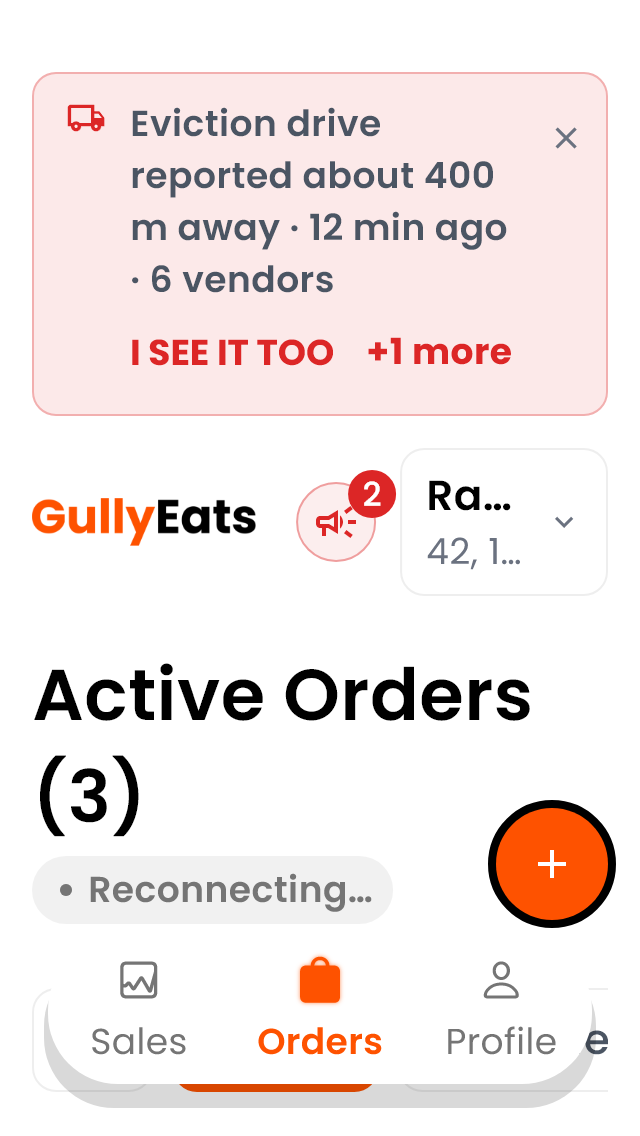 Eviction drive
reported about 400
m away · 12 min ago
· 6 vendors
I SEE IT TOO +1 more
GullyEats
2
Ra...
42, 1...
Active Orders
(3)
• Reconnecting...
+
Sales
Orders
Profile
e